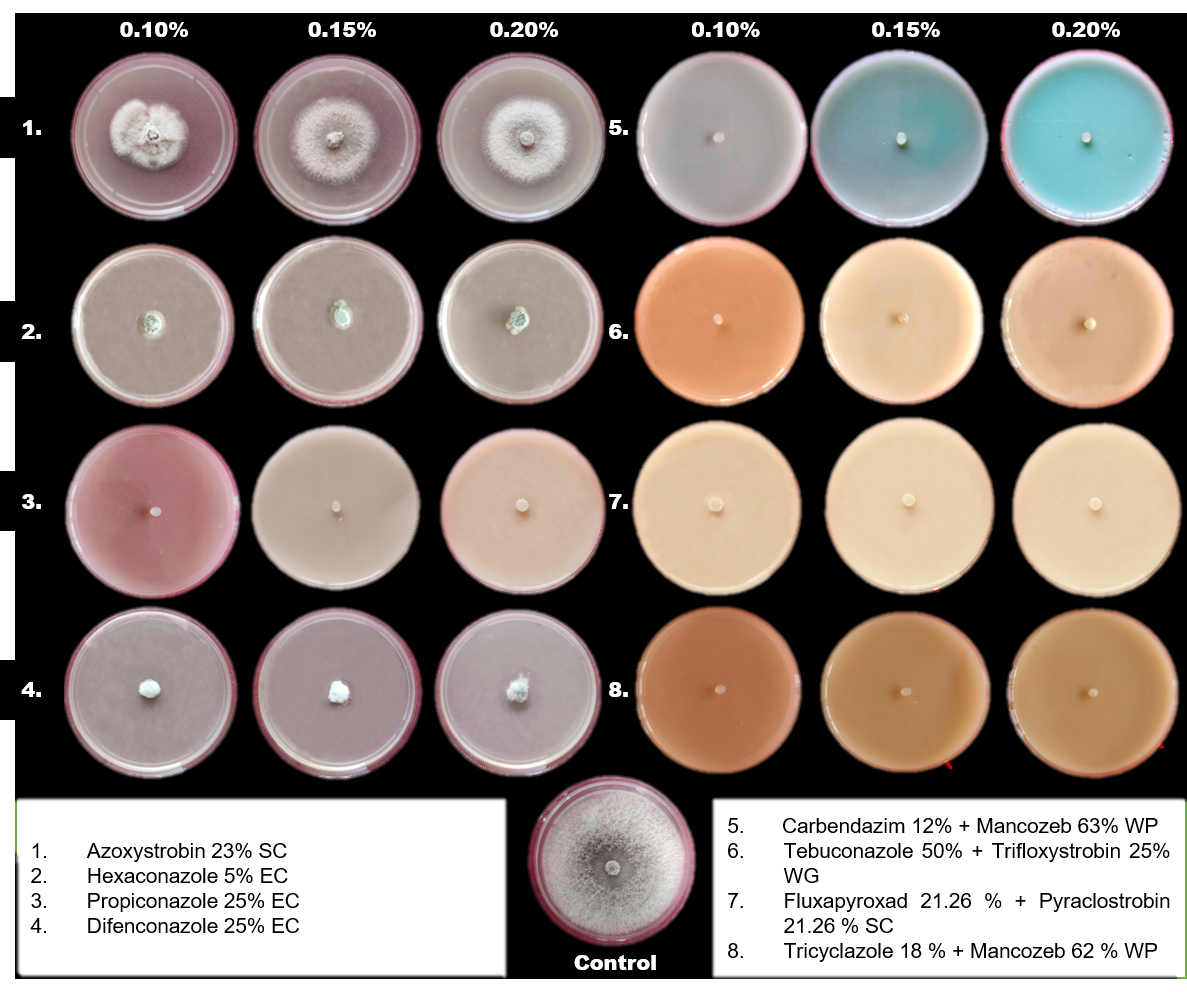 0.10% 0.15% 0.20% 0.10% 0.15% 0.20%
1. 5.
2. 6.
3. 7.
4. 8.
1. Azoxystrobin 23% SC
2. Hexaconazole 5% EC
3. Propiconazole 25% EC
4. Difenconazole 25% EC
Control
5. Carbendazim 12% + Mancozeb 63% WP
6. Tebuconazole 50% + Trifloxystrobin 25%
WG
7. Fluxapyroxad 21.26 % + Pyraclostrobin
21.26 % SC
8. Tricyclazole 18 % + Mancozeb 62 % WP